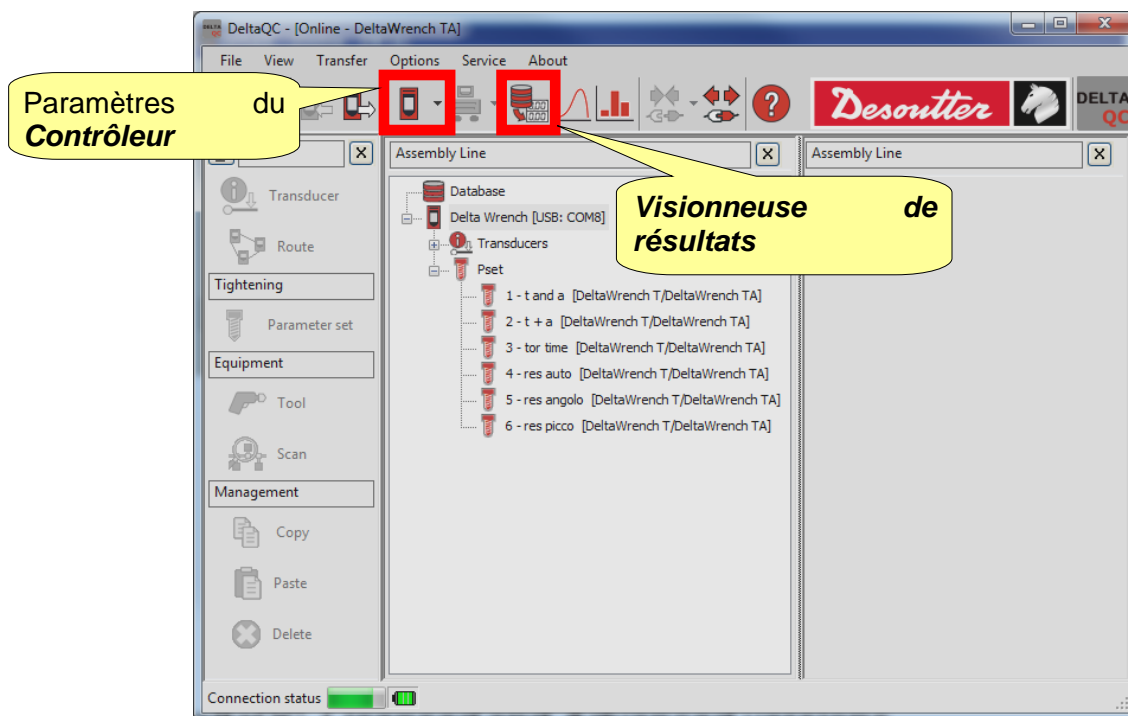 DELTA QC DeltaQC - [Online - DeltaWrench TA]
File View Transfer Options Service About
Paramètres du
Contrôleur
Desoutter
DELTA
QC
Assembly Line
Assembly Line
Visionneuse de
résultats
Transducer
Route
Tightening
Parameter set
Equipment
Tool
Scan
Management
Copy
Paste
Delete
Database
Delta Wrench [USB: COM8]
Transducers
Pset
1 - t and a [DeltaWrench T/DeltaWrench TA]
2 - t + a [DeltaWrench T/DeltaWrench TA]
3 - tor time [DeltaWrench T/DeltaWrench TA]
4 - res auto [DeltaWrench T/DeltaWrench TA]
5 - res angolo [DeltaWrench T/DeltaWrench TA]
6 - res picco [DeltaWrench T/DeltaWrench TA]
Connection status